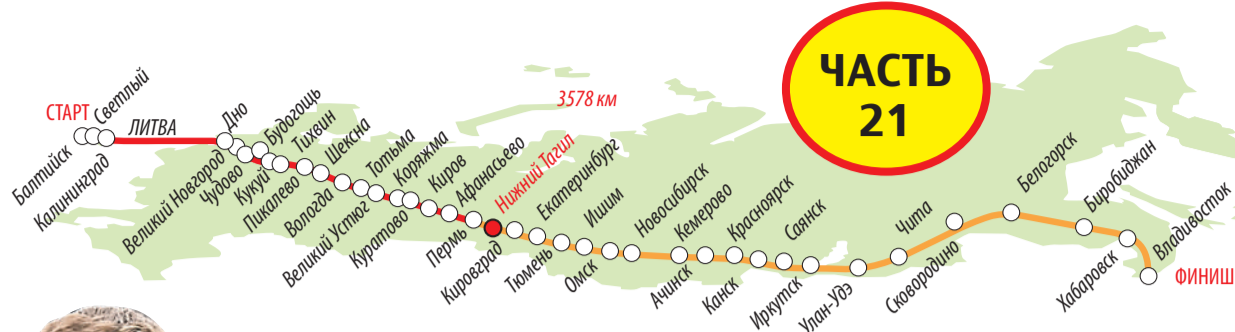 ЧАСТЬ
21
3578 км
СТАРТ
Балтийск
Светлый
Калининград
ЛИТВА
Дно
Великий Новгород
Чудово
Будогощь
Кукуй
Тихвин
Пикалево
Шексна
Вологда
Тотьма
Великий Устюг
Коряжма
Куратово
Киров
Афанасьево
Пермь
Нижний Тагил
Кировград
Екатеринбург
Тюмень
Ишим
Омск
Новосибирск
Кемерово
Ачинск
Красноярск
Канск
Саянск
Иркутск
Улан-Удэ
Чита
Сковородино
Белогорск
Биробиджан
Хабаровск
Владивосток
ФИНИШ